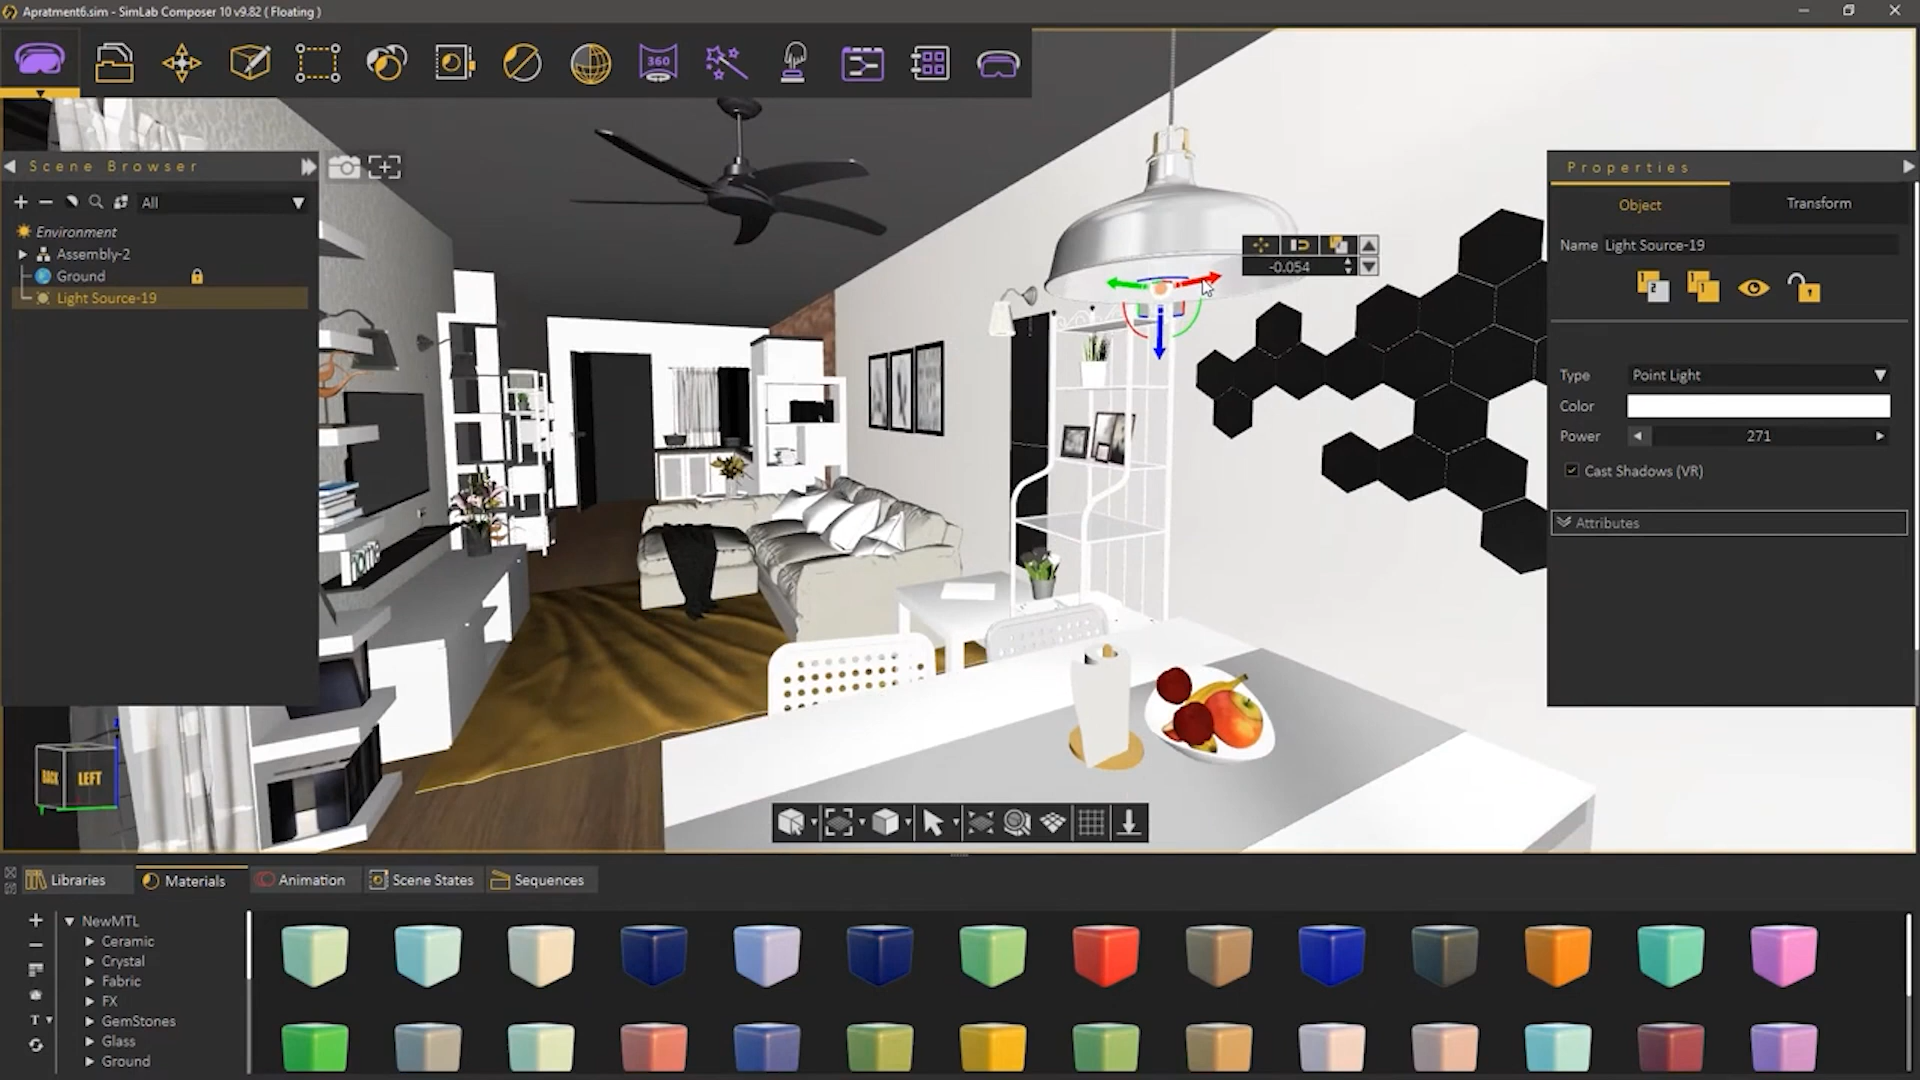 Apratment6.sim - SimLab Composer 10 v9.82 ( Floating )
360
Scene Browser
All
Environment
Assembly-2
Ground
Light Source-19
-0.054
Properties
Object
Transform
Name Light Source-19
Type Point Light
Color
Power 271
Cast Shadows (VR)
Attributes
home
BACK LEFT
Libraries
Materials
Animation
Scene States
Sequences
NewMTL
Ceramic
Crystal
Fabric
FX
GemStones
Glass
Ground
T